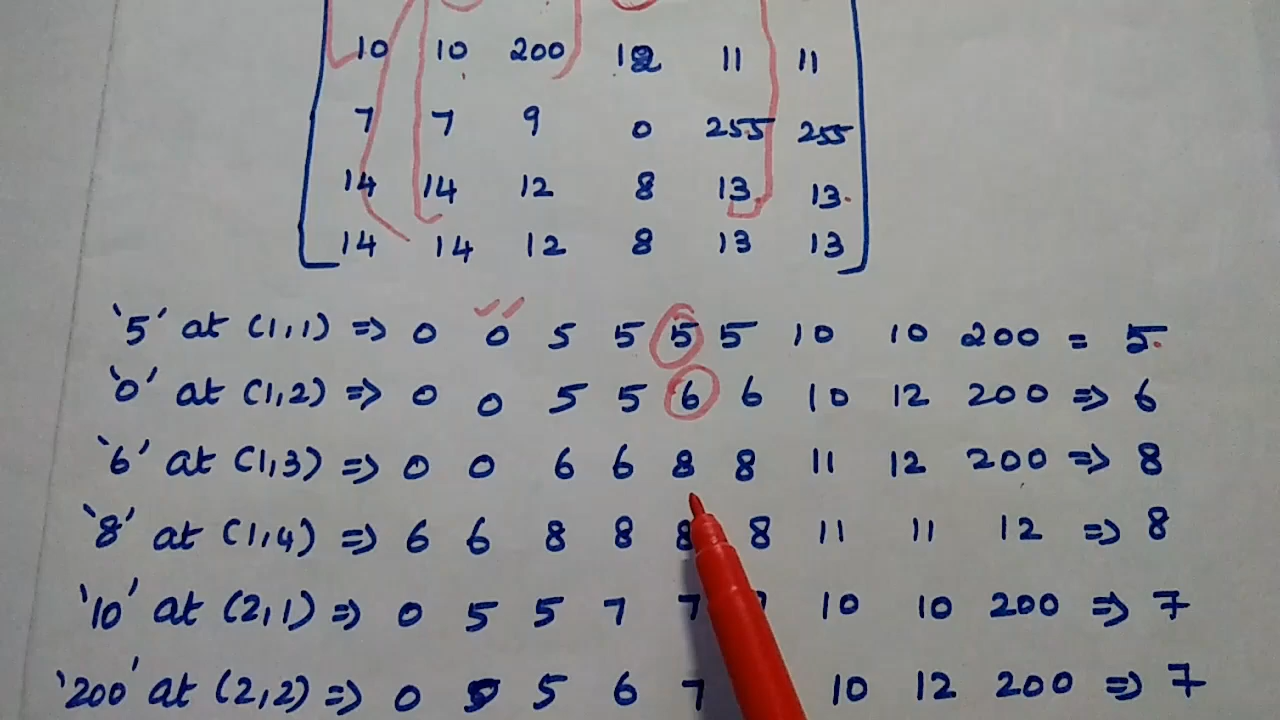 10 10 200 12 11 11
7 7 9 0 255 255
14 14 12 8 13 13
14 14 12 8 13 13
'5' at (1,1) => 0 0 5 5 5 5 10 10 200 = 5
'0' at (1,2) => 0 0 5 5 6 6 10 12 200 => 6
'6' at (1,3) => 0 0 6 6 8 8 11 12 200 => 8
'8' at (1,4) => 6 6 8 8 8 8 11 11 12 => 8
'10' at (2,1) => 0 5 5 7 7 10 10 200 => 7
'200' at (2,2) => 0 5 5 6 7 10 12 200 => 7